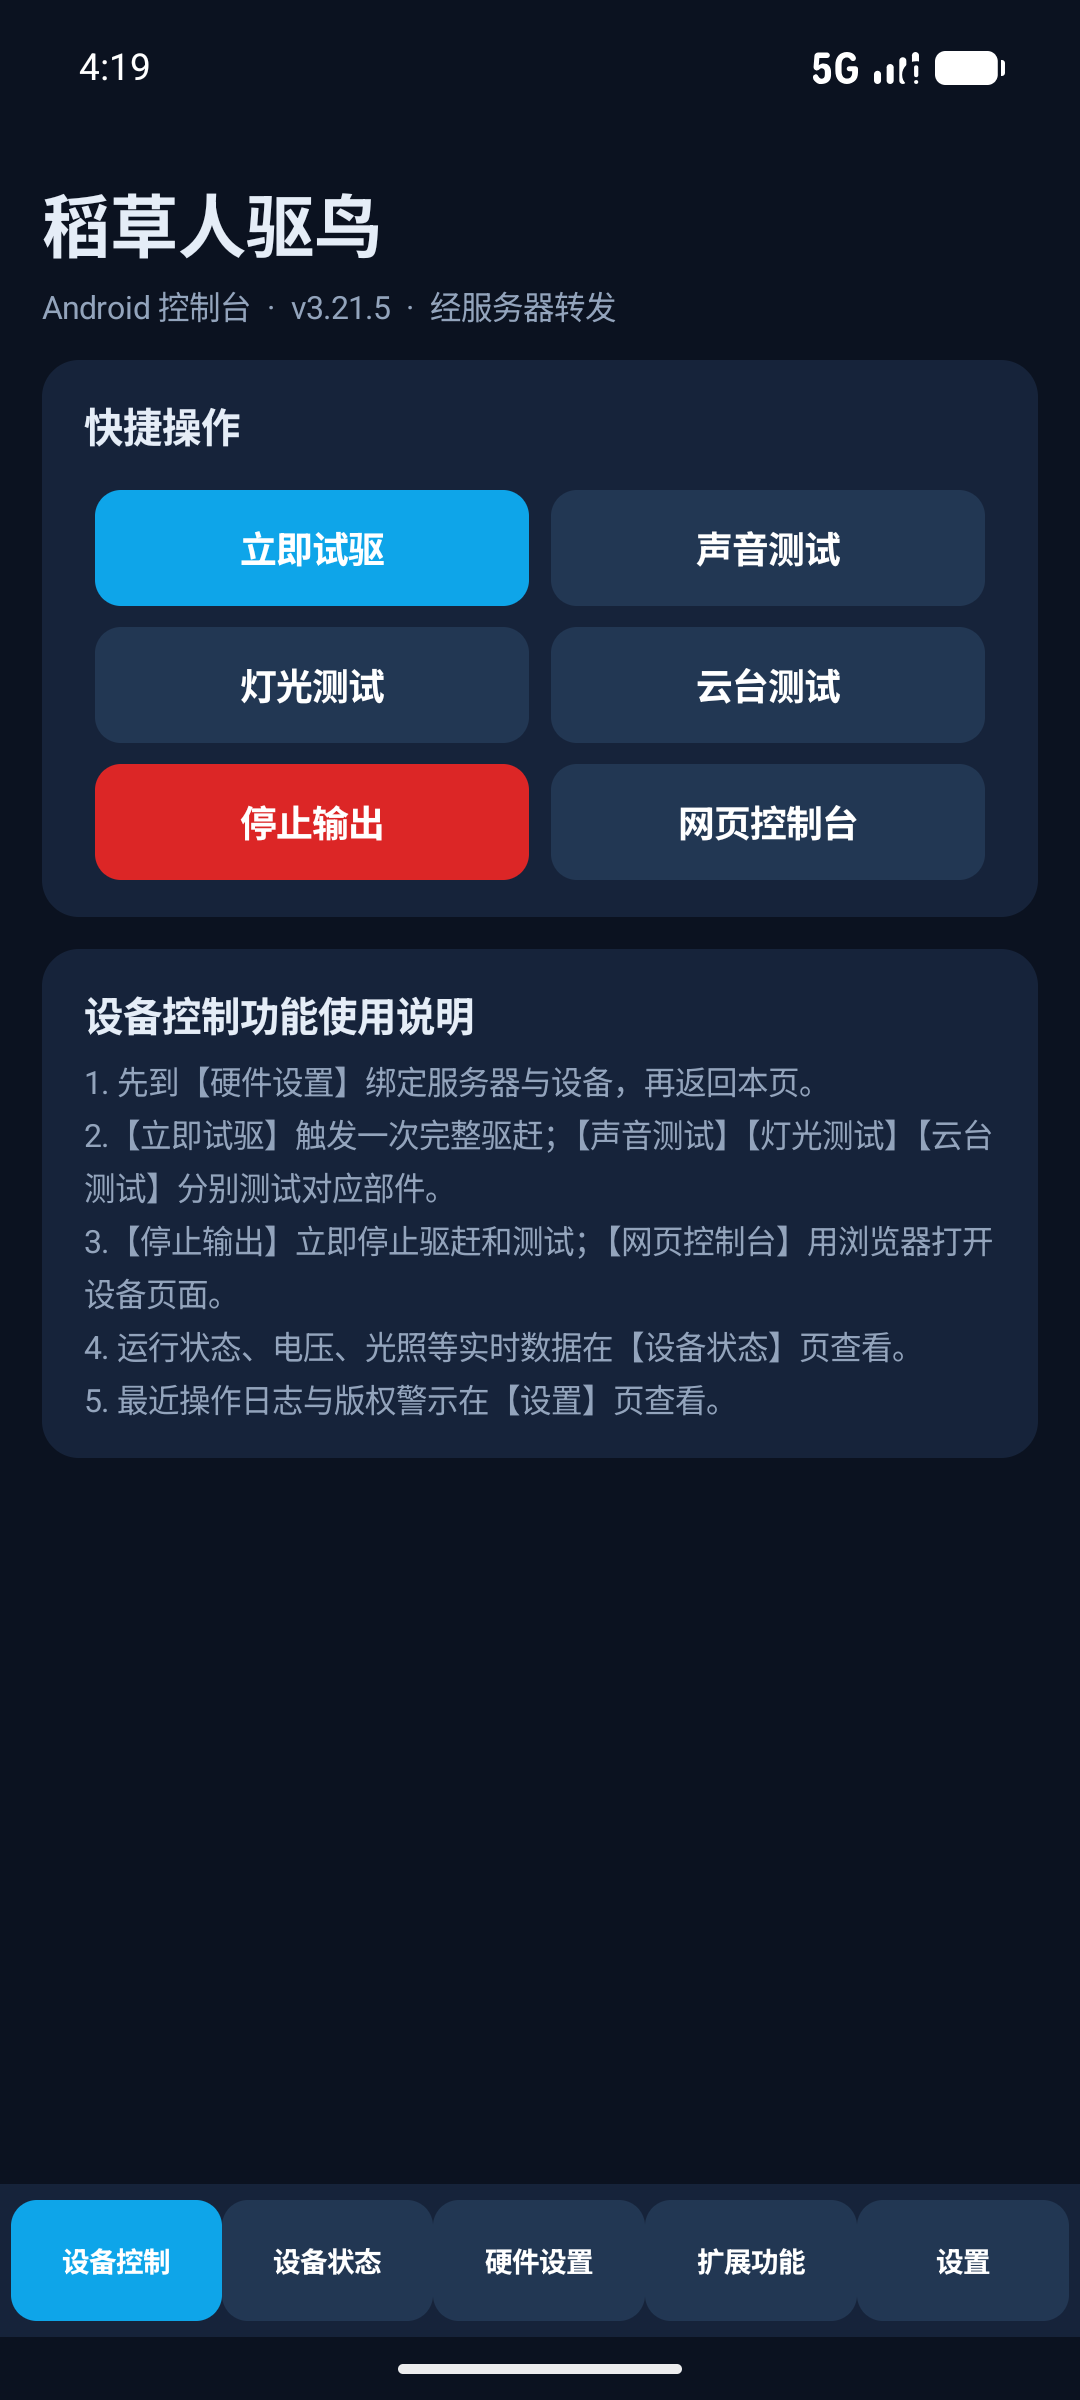 4:19
5G
稻草人驱鸟
Android 控制台 · v3.21.5 · 经服务器转发
快捷操作
立即试驱
声音测试
灯光测试
云台测试
停止输出
网页控制台
设备控制功能使用说明
1. 先到【硬件设置】绑定服务器与设备，再返回本页。
2.【立即试驱】触发一次完整驱赶；【声音测试】【灯光测试】【云台
测试】分别测试对应部件。
3.【停止输出】立即停止驱赶和测试；【网页控制台】用浏览器打开
设备页面。
4. 运行状态、电压、光照等实时数据在【设备状态】页查看。
5. 最近操作日志与版权警示在【设置】页查看。
设备控制
设备状态
硬件设置
扩展功能
设置